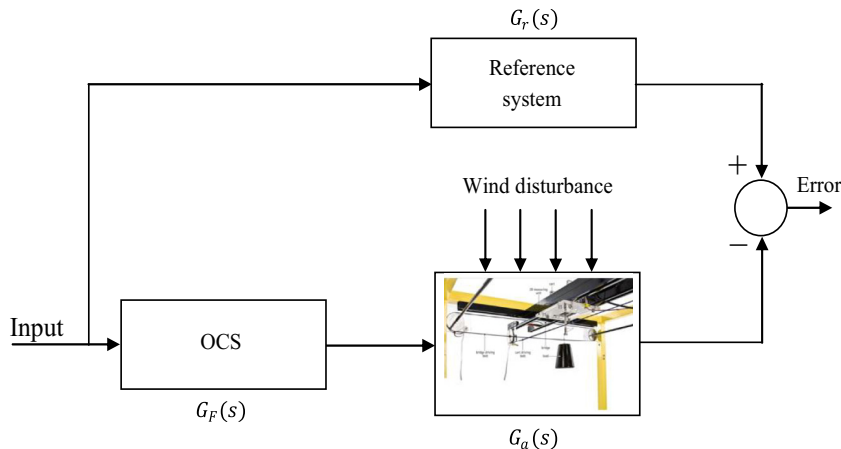 G_r(s)
Reference
system
Wind disturbance
+
Error
−
Input
OCS
G_F(s)
G_a(s)